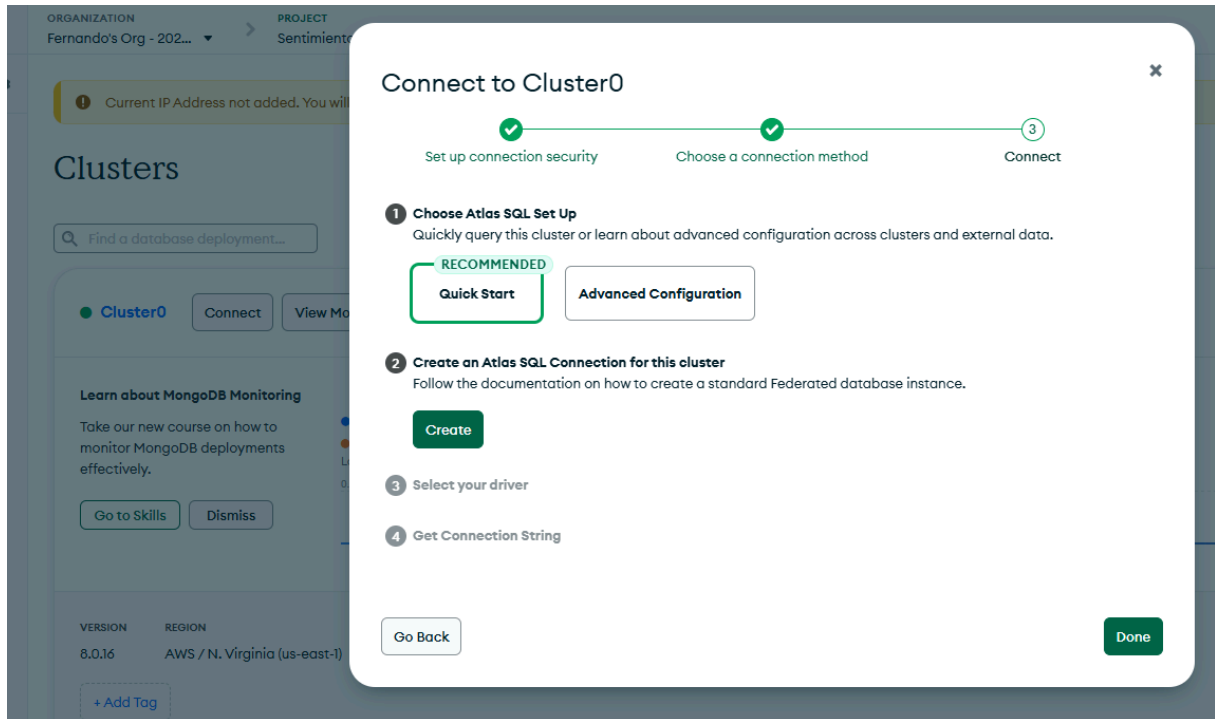 ORGANIZATION
Fernando's Org - 202...
PROJECT
Sentimiento
Current IP Address not added. You will
Clusters
Find a database deployment...
Cluster0
Connect
View Mo
Learn about MongoDB Monitoring
Take our new course on how to
monitor MongoDB deployments
effectively.
Go to Skills
Dismiss
VERSION
REGION
8.0.16
AWS / N. Virginia (us-east-1)
+ Add Tag
Connect to Cluster0
Set up connection security
Choose a connection method
3
Connect
1 Choose Atlas SQL Set Up
Quickly query this cluster or learn about advanced configuration across clusters and external data.
RECOMMENDED
Quick Start
Advanced Configuration
2 Create an Atlas SQL Connection for this cluster
Follow the documentation on how to create a standard Federated database instance.
Create
3 Select your driver
4 Get Connection String
Go Back
Done